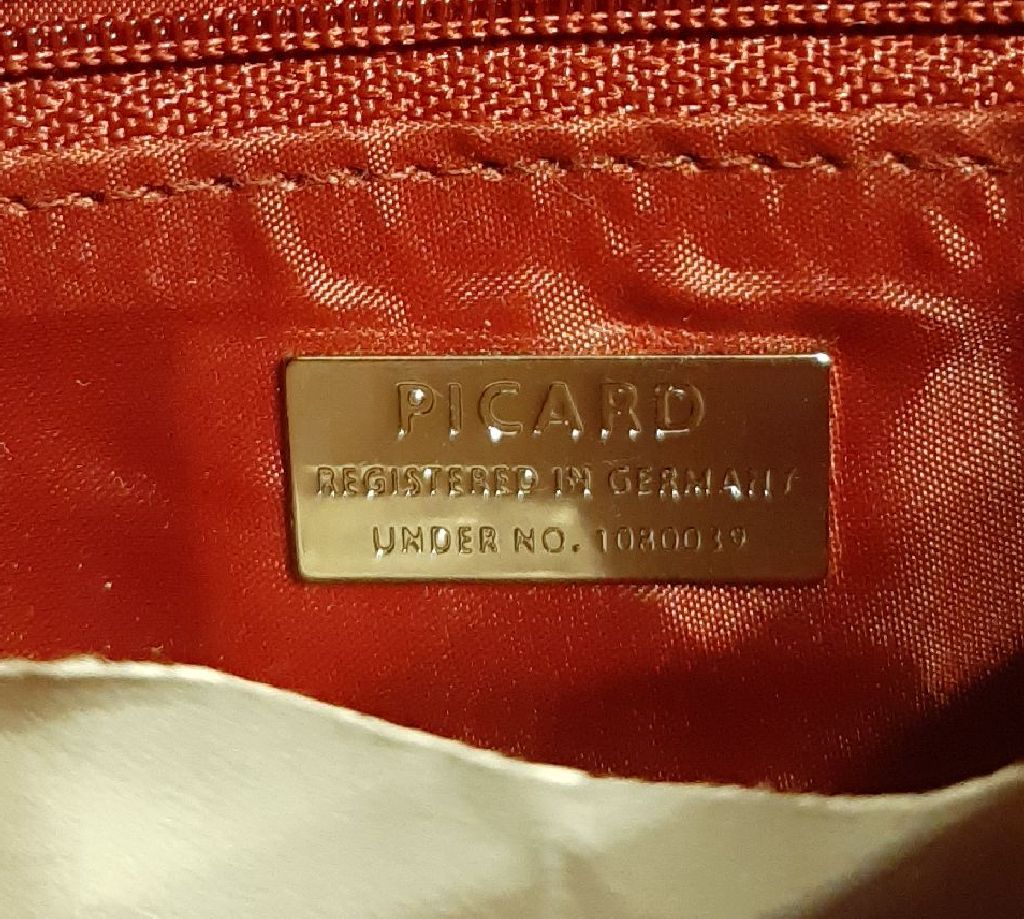 PICARD
REGISTERED IN GERMANY
UNDER NO. 1080039